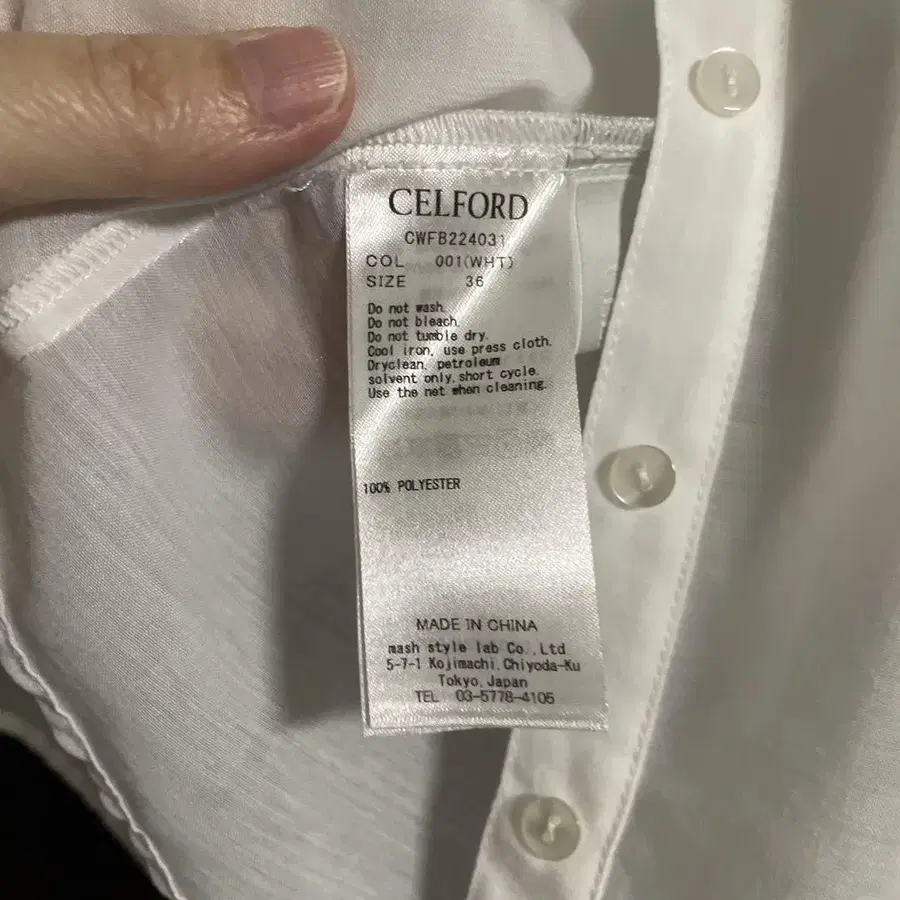 CELFORD
CWFB224031
COL 001(WHT)
SIZE 36
Do not wash.
Do not bleach.
Do not tumble dry.
Cool iron, use press cloth.
Dryclean, petroleum
solvent only,short cycle.
Use the net when cleaning.
100% POLYESTER
MADE IN CHINA
mash style lab Co.,Ltd
5-7-1 Kojimachi,Chiyoda-Ku
Tokyo,Japan
TEL 03-5778-4105